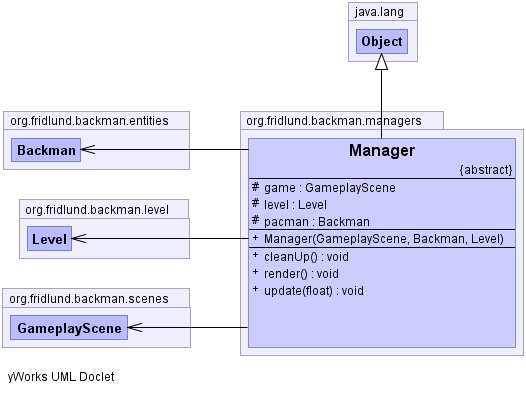 java.lang
Object
org.fridlund.backman.entities
Backman
org.fridlund.backman.managers
Manager
{abstract}
# game : GameplayScene
# level : Level
# pacman : Backman
+ Manager(GameplayScene, Backman, Level)
+ cleanUp() : void
+ render() : void
+ update(float) : void
org.fridlund.backman.level
Level
org.fridlund.backman.scenes
GameplayScene
yWorks UML Doclet